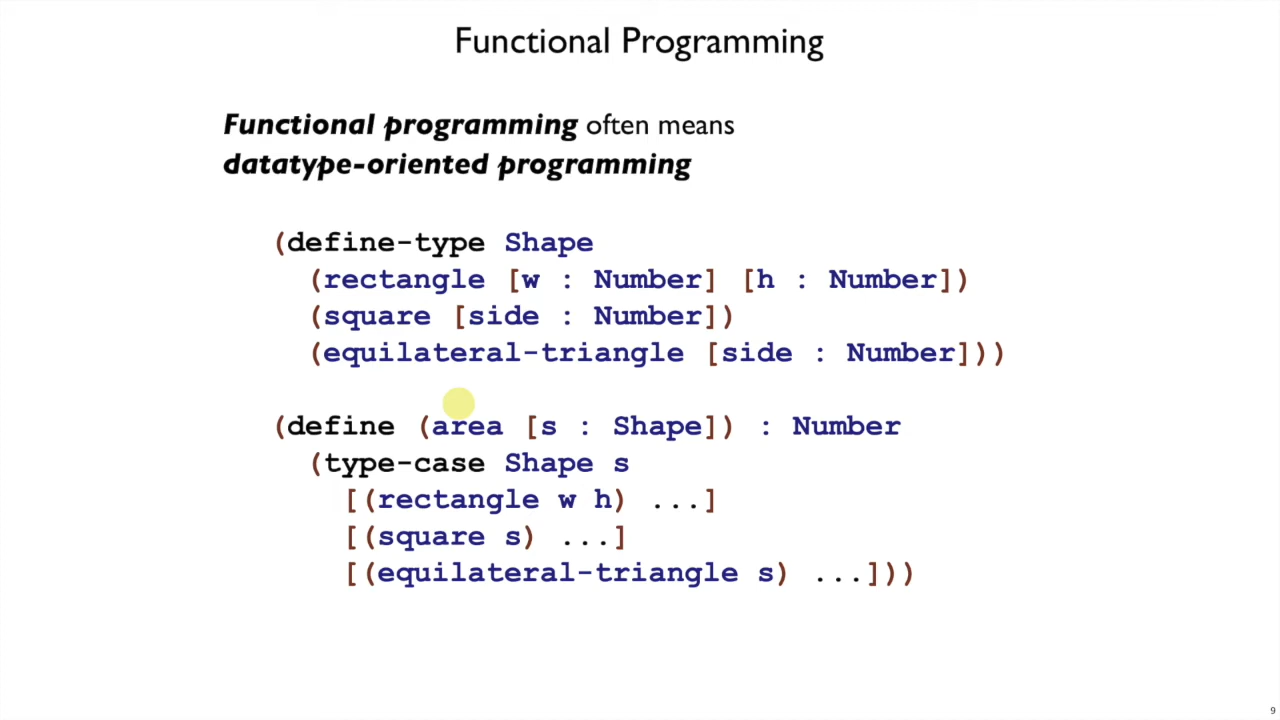 Functional Programming
Functional programming often means
datatype-oriented programming
(define-type Shape
(rectangle [w : Number] [h : Number])
(square [side : Number])
(equilateral-triangle [side : Number]))
(define (area [s : Shape]) : Number
(type-case Shape s
[(rectangle w h) ...]
[(square s) ...]
[(equilateral-triangle s) ...]))
9